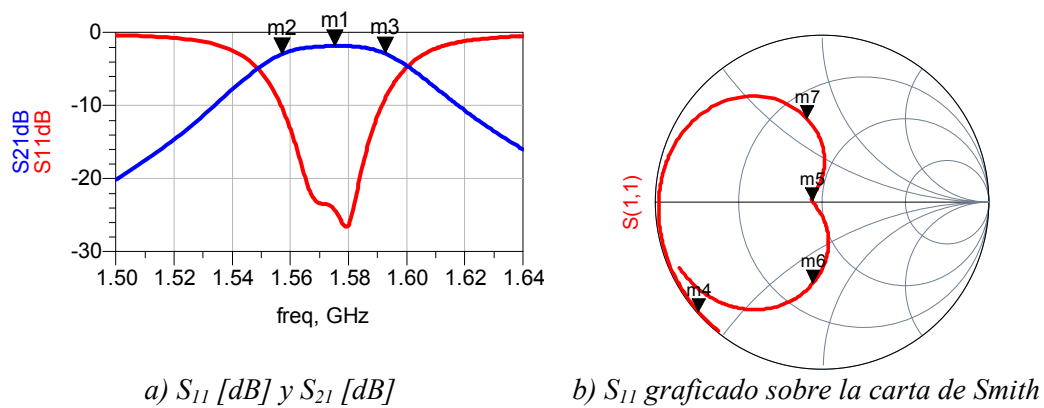 m2 m1 m3
0
-10
-20
-30
S21dB
S11dB
1.50 1.52 1.54 1.56 1.58 1.60 1.62 1.64
freq, GHz
a) S11 [dB] y S21 [dB]
m7
m5
m6
m4
S(1,1)
b) S11 graficado sobre la carta de Smith